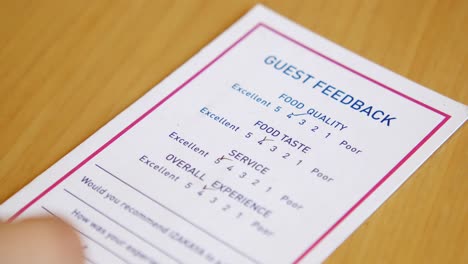 GUEST FEEDBACK
FOOD QUALITY
Excellent 5 4 3 2 1 Poor
FOOD TASTE
Excellent 5 4 3 2 1 Poor
SERVICE
Excellent 5 4 3 2 1 Poor
OVERALL EXPERIENCE
Excellent 5 4 3 2 1 Poor
Would you recommend IZAKAYA to
How was your